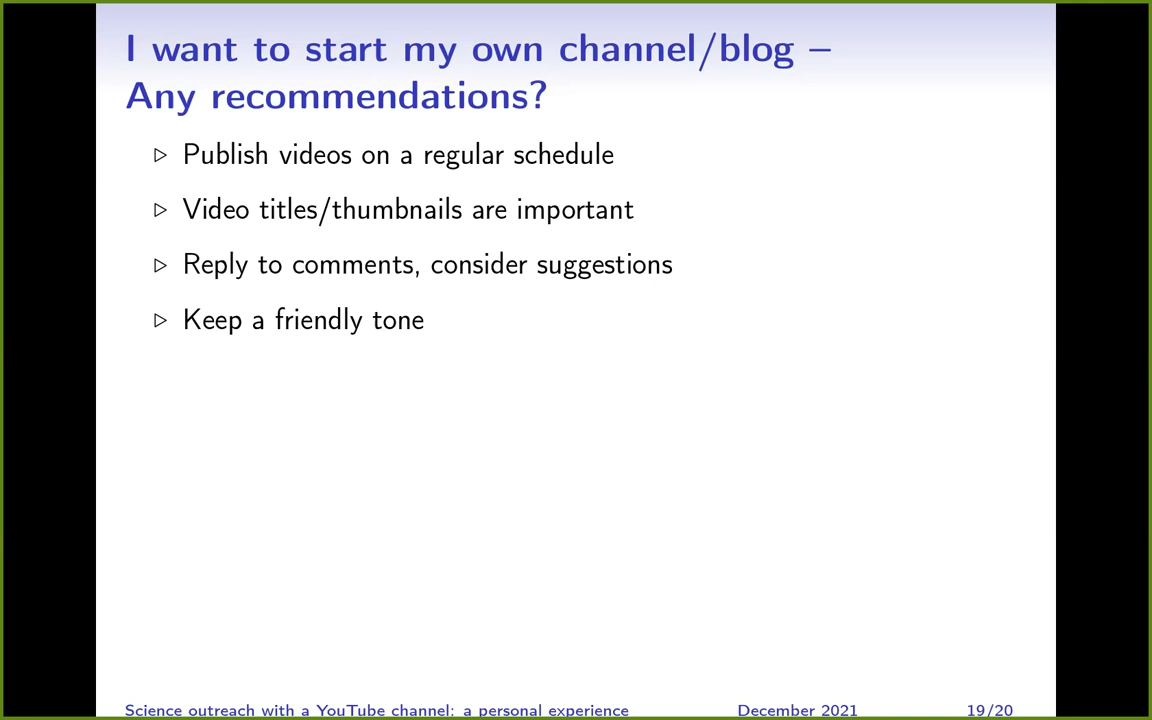 I want to start my own channel/blog –
Any recommendations?
▷ Publish videos on a regular schedule
▷ Video titles/thumbnails are important
▷ Reply to comments, consider suggestions
▷ Keep a friendly tone
Science outreach with a YouTube channel: a personal experience December 2021 19/20